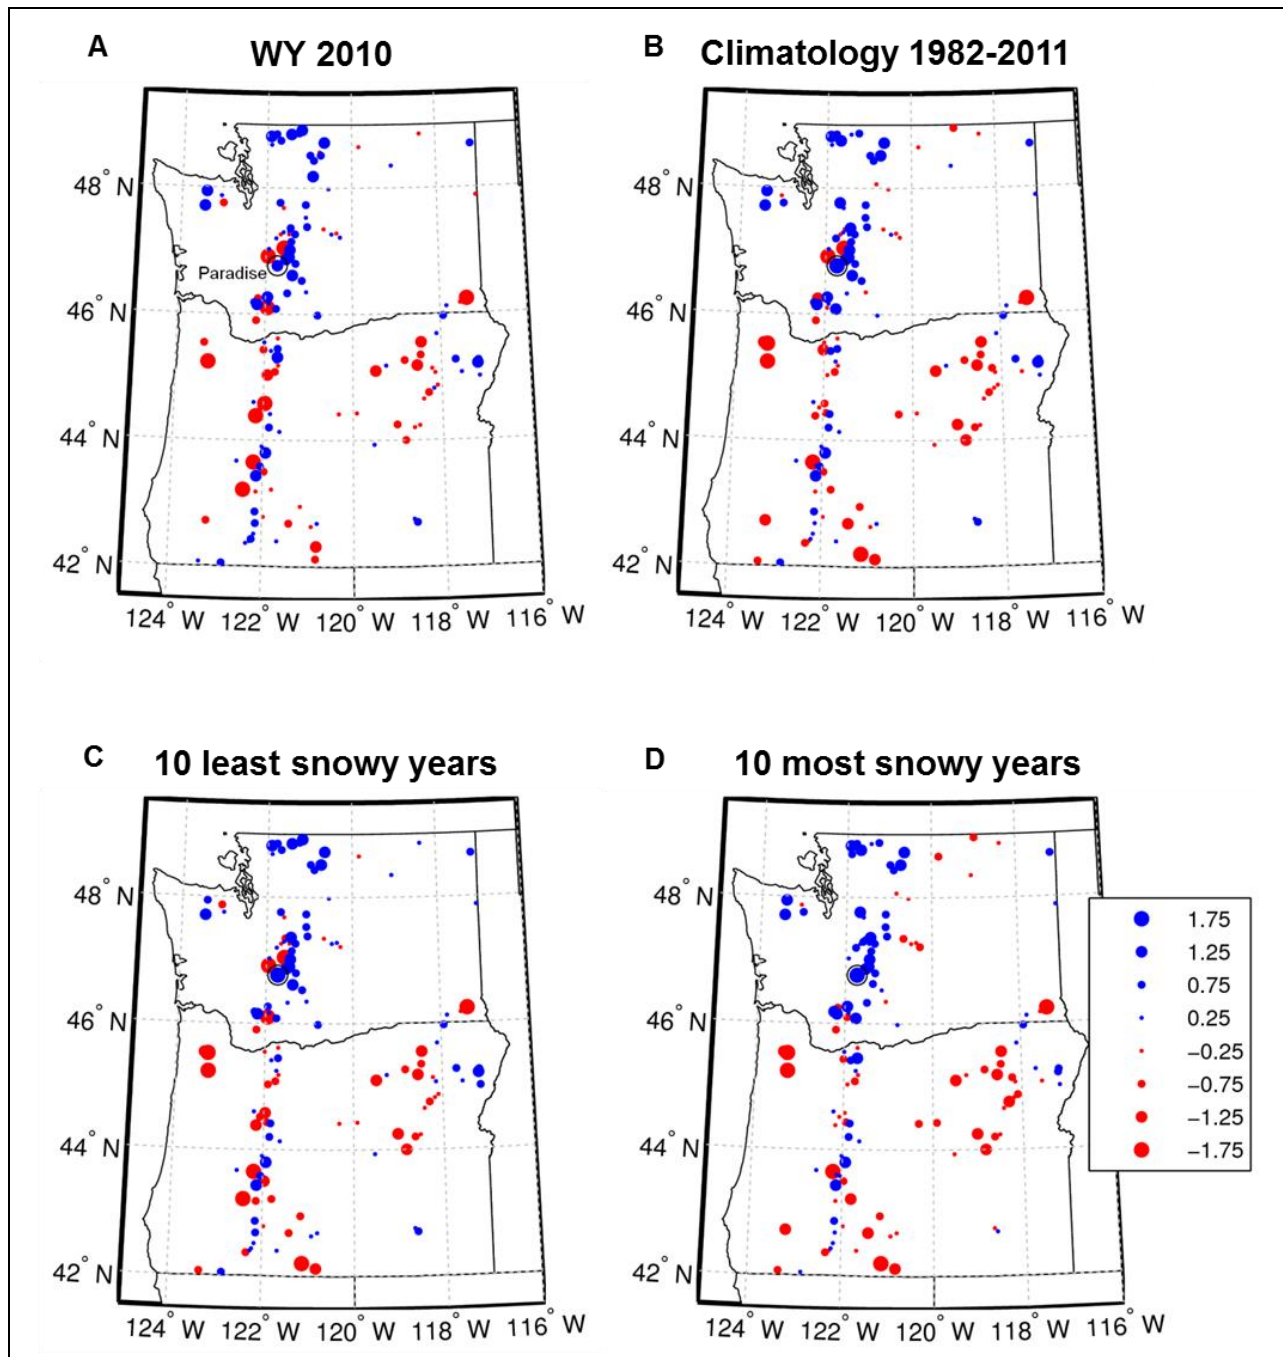 A WY 2010
B Climatology 1982-2011
48° N
46° N
44° N
42° N
Paradise
124° W 122° W 120° W 118° W 116° W
48° N
46° N
44° N
42° N
124° W 122° W 120° W 118° W 116° W
C 10 least snowy years
D 10 most snowy years
48° N
46° N
44° N
42° N
124° W 122° W 120° W 118° W 116° W
48° N
46° N
44° N
42° N
124° W 122° W 120° W 118° W 116° W
1.75
1.25
0.75
0.25
−0.25
−0.75
−1.25
−1.75